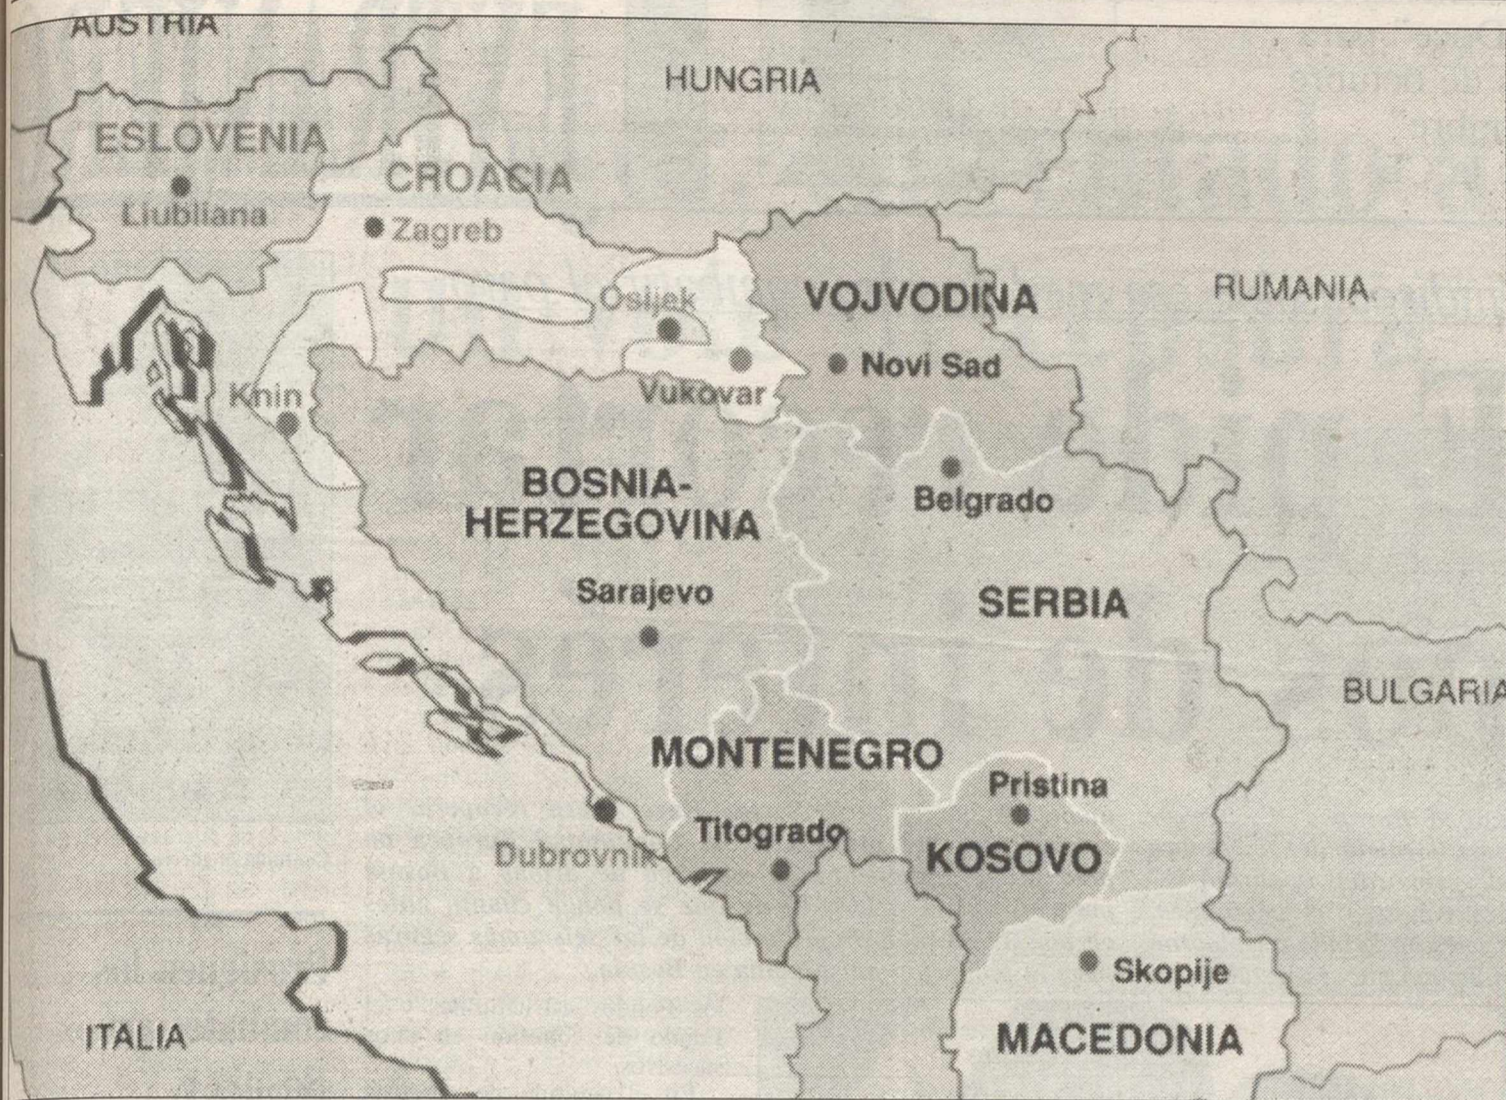 AUSTRIA
HUNGRIA
ESLOVENIA
Liubliana
CROACIA
Zagreb
Osijek
Vukovar
Knin
VOJVODINA
Novi Sad
RUMANIA
BOSNIA-
HERZEGOVINA
Sarajevo
Belgrado
SERBIA
BULGARIA
MONTENEGRO
Titogrado
Pristina
KOSOVO
Dubrovnik
Skopije
MACEDONIA
ITALIA